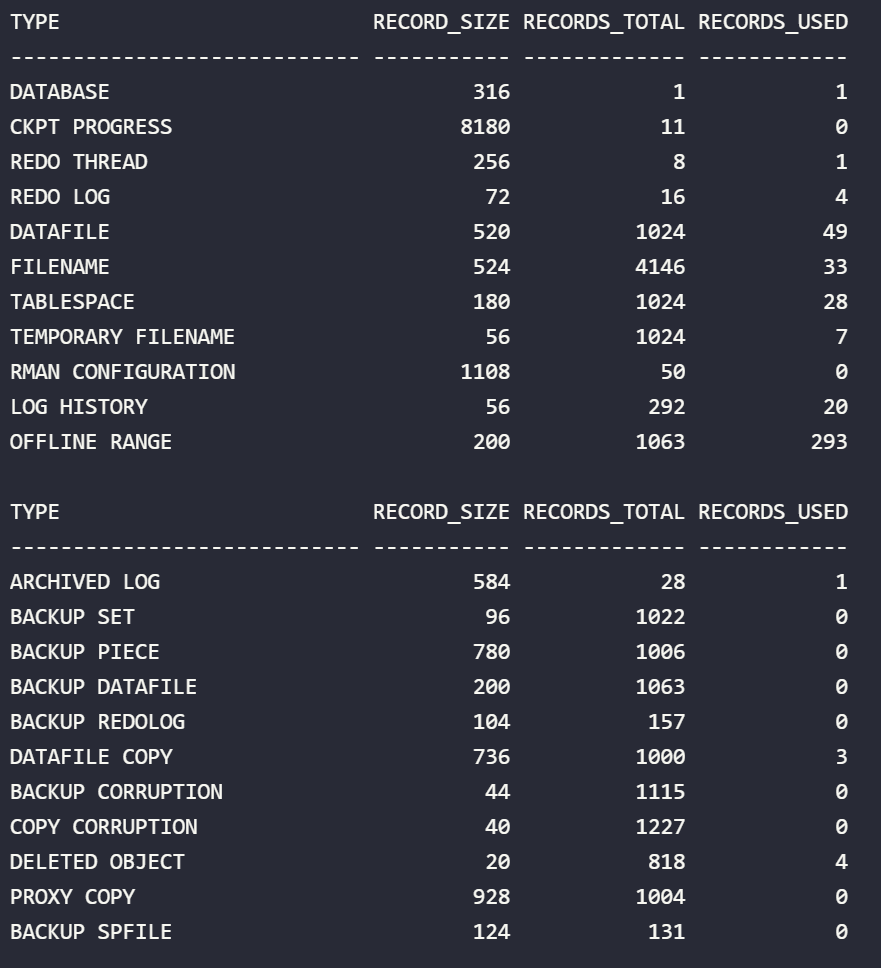 TYPE                         RECORD_SIZE RECORDS_TOTAL RECORDS_USED
---------------------------- ----------- ------------- ------------
DATABASE                             316             1            1
CKPT PROGRESS                       8180            11            0
REDO THREAD                          256             8            1
REDO LOG                              72            16            4
DATAFILE                             520          1024           49
FILENAME                             524          4146           33
TABLESPACE                           180          1024           28
TEMPORARY FILENAME                    56          1024            7
RMAN CONFIGURATION                  1108            50            0
LOG HISTORY                           56           292           20
OFFLINE RANGE                        200          1063          293

TYPE                         RECORD_SIZE RECORDS_TOTAL RECORDS_USED
---------------------------- ----------- ------------- ------------
ARCHIVED LOG                         584            28            1
BACKUP SET                            96          1022            0
BACKUP PIECE                         780          1006            0
BACKUP DATAFILE                      200          1063            0
BACKUP REDOLOG                       104           157            0
DATAFILE COPY                        736          1000            3
BACKUP CORRUPTION                     44          1115            0
COPY CORRUPTION                       40          1227            0
DELETED OBJECT                        20           818            4
PROXY COPY                           928          1004            0
BACKUP SPFILE                        124           131            0